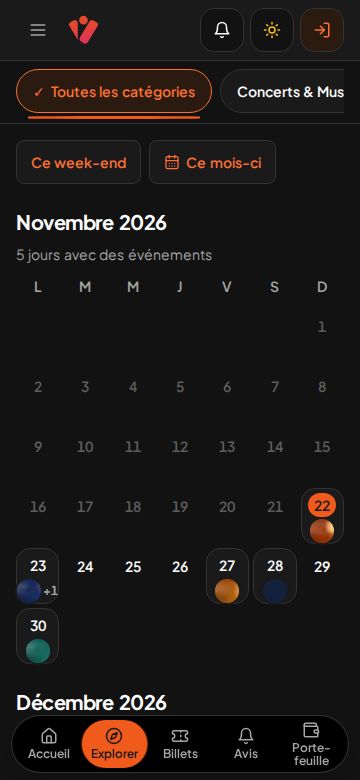 ✓ Toutes les catégories Concerts & Mus
Ce week-end Ce mois-ci
Novembre 2026
5 jours avec des événements
L M M J V S D
1
2 3 4 5 6 7 8
9 10 11 12 13 14 15
16 17 18 19 20 21 22
23 24 25 26 27 28 29
+1
30
Décembre 2026
Accueil Explorer Billets Avis Porte-
feuille